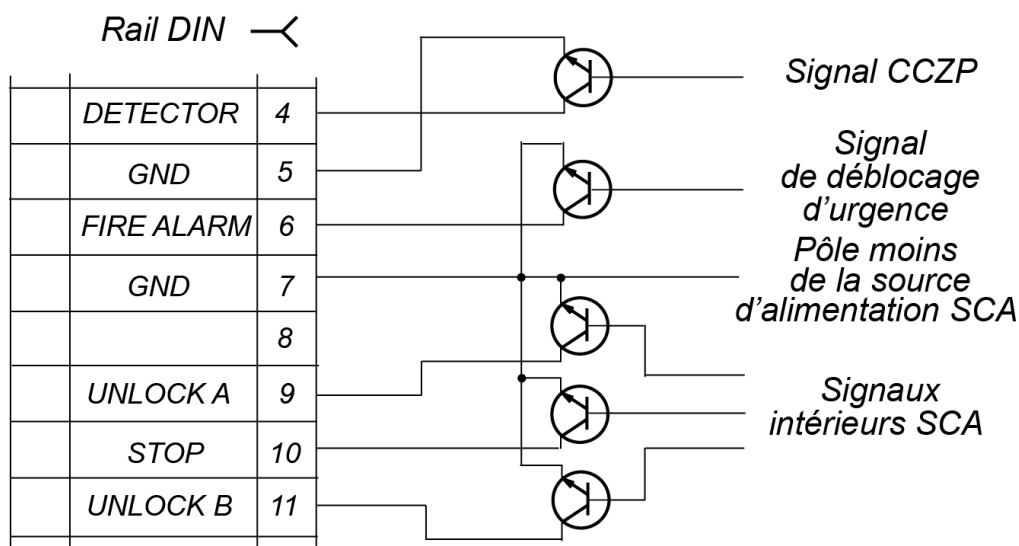 Rail DIN
DETECTOR 4
GND 5
FIRE ALARM 6
GND 7
8
UNLOCK A 9
STOP 10
UNLOCK B 11
Signal CCZP
Signal
de déblocage
d’urgence
Pôle moins
de la source
d’alimentation SCA
Signaux
intérieurs SCA